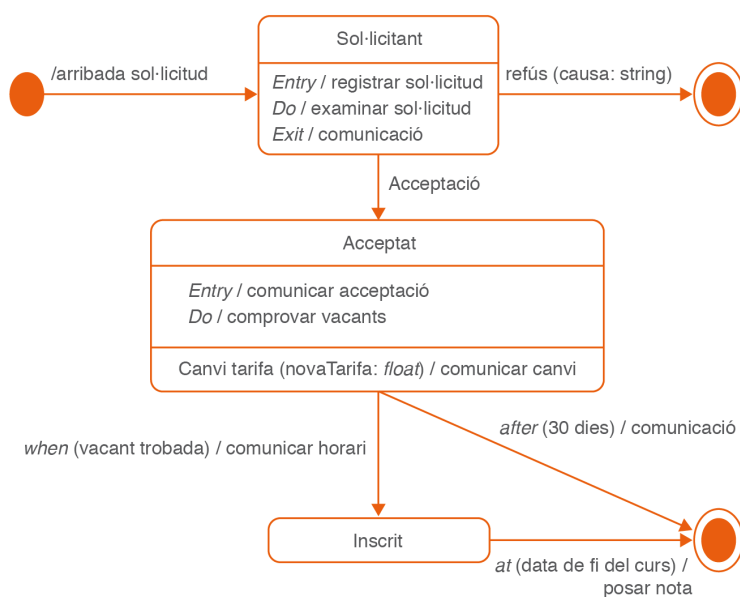 Sol·licitant
/arribada sol·licitud
Entry / registrar sol·licitud
Do / examinar sol·licitud
Exit / comunicació
refús (causa: string)
Acceptació
Acceptat
Entry / comunicar acceptació
Do / comprovar vacants
Canvi tarifa (novaTarifa: float) / comunicar canvi
when (vacant trobada) / comunicar horari
after (30 dies) / comunicació
Inscrit
at (data de fi del curs) /
posar nota